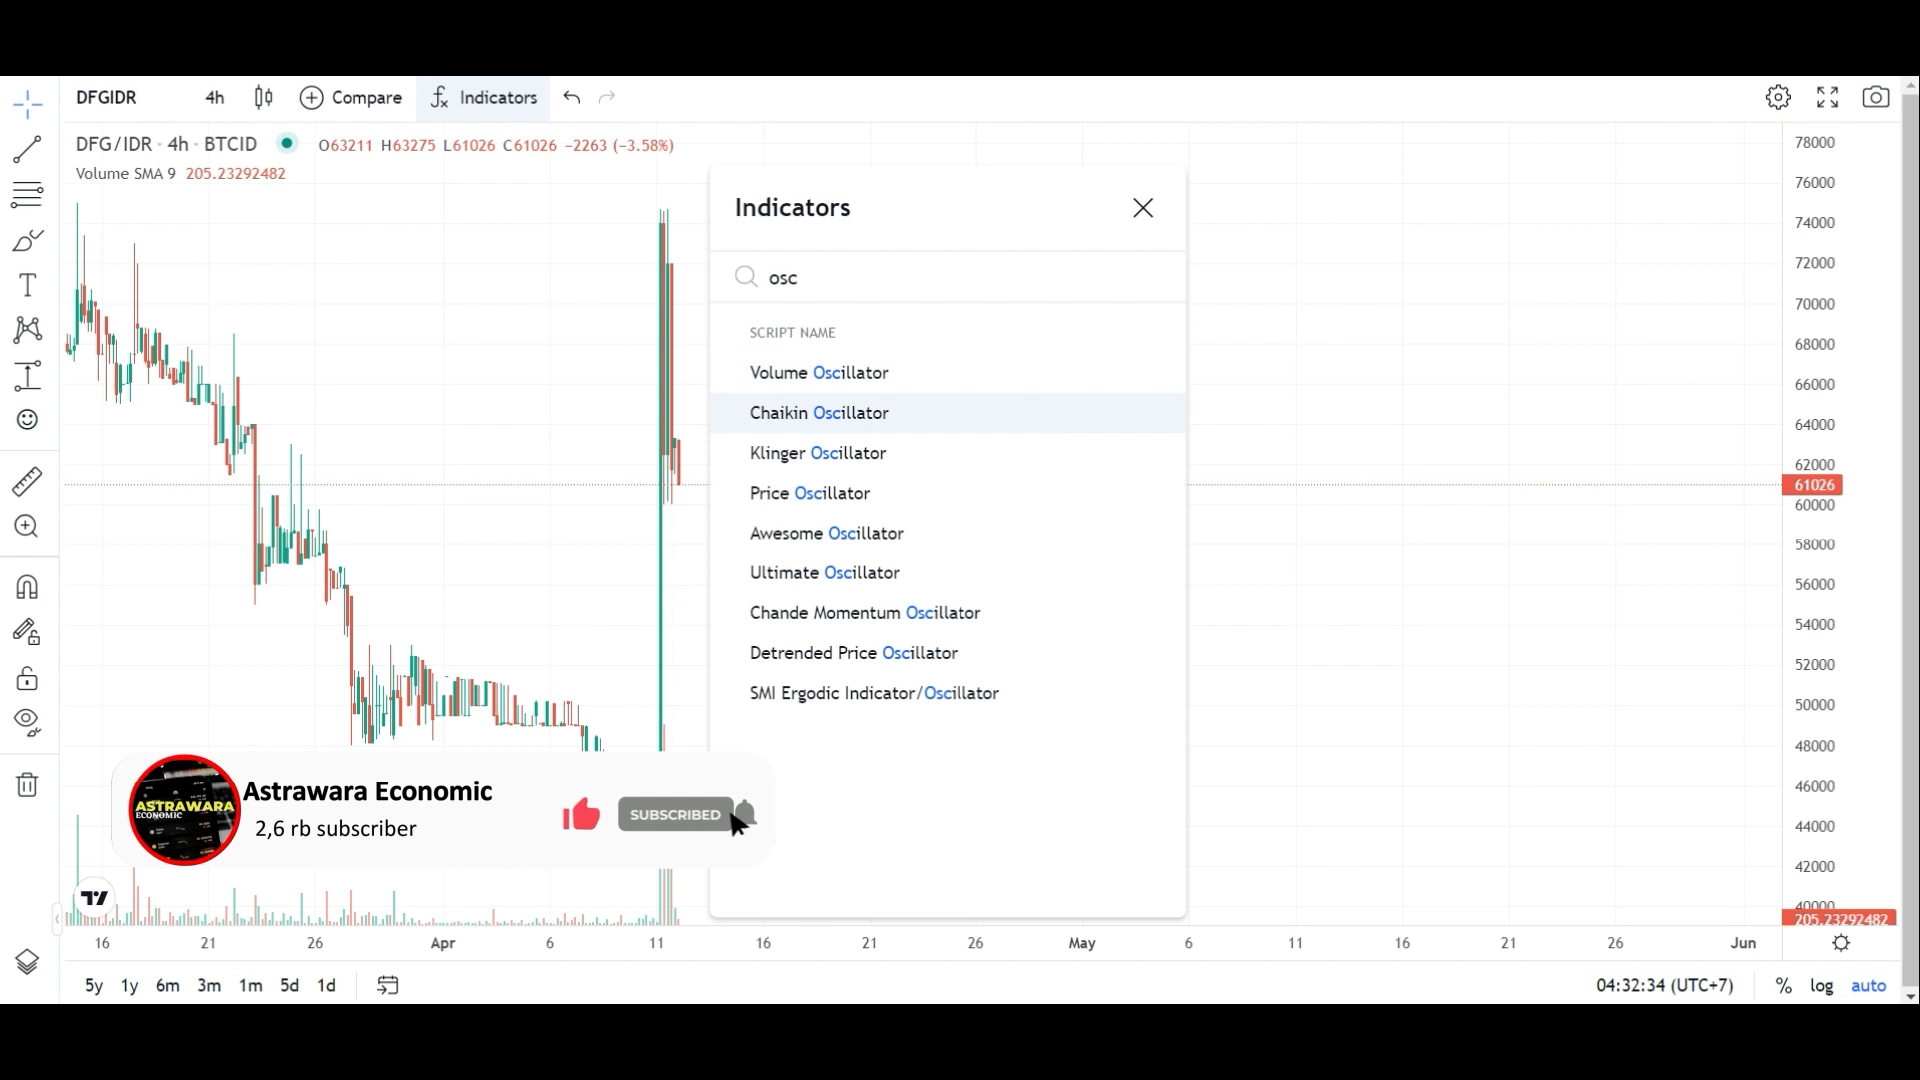 DFGIDR 4h Compare Indicators
DFG/IDR · 4h · BTCID O63211 H63275 L61026 C61026 −2263 (−3.58%)
Volume SMA 9 205.23292482
Indicators
osc
SCRIPT NAME
Volume Oscillator
Chaikin Oscillator
Klinger Oscillator
Price Oscillator
Awesome Oscillator
Ultimate Oscillator
Chande Momentum Oscillator
Detrended Price Oscillator
SMI Ergodic Indicator/Oscillator
78000
76000
74000
72000
70000
68000
66000
64000
62000
61026
60000
58000
56000
54000
52000
50000
48000
46000
44000
42000
40000
205.23292482
ASTRAWARA
ECONOMIC
Astrawara Economic
2,6 rb subscriber
SUBSCRIBED
16 21 26 Apr 6 11 16 21 26 May 6 11 16 21 26 Jun
5y 1y 6m 3m 1m 5d 1d 04:32:34 (UTC+7) % log auto